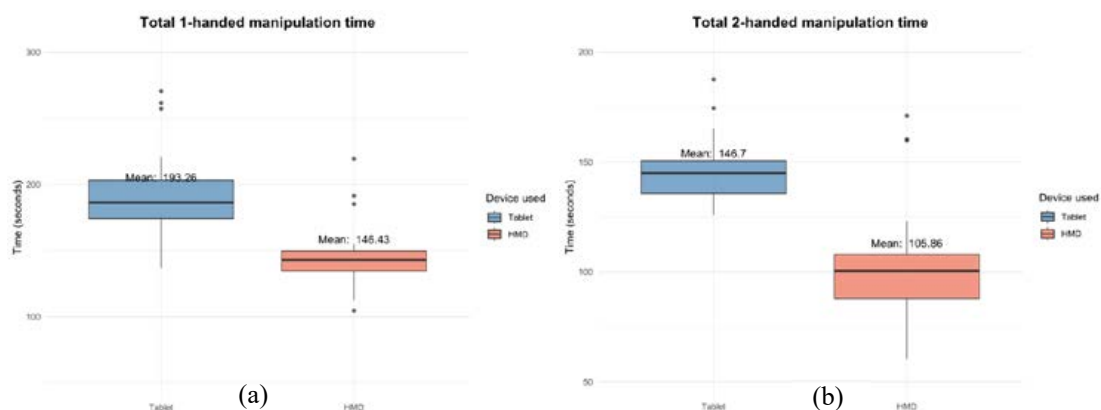 Total 1-handed manipulation time
300
200
100
Time (seconds)
Mean: 193.26
Mean: 146.43
Device used
Tablet
HMD
Tablet
HMD
(a)
Total 2-handed manipulation time
200
150
100
50
Time (seconds)
Mean: 146.7
Mean: 105.86
Device used
Tablet
HMD
Tablet
HMD
(b)